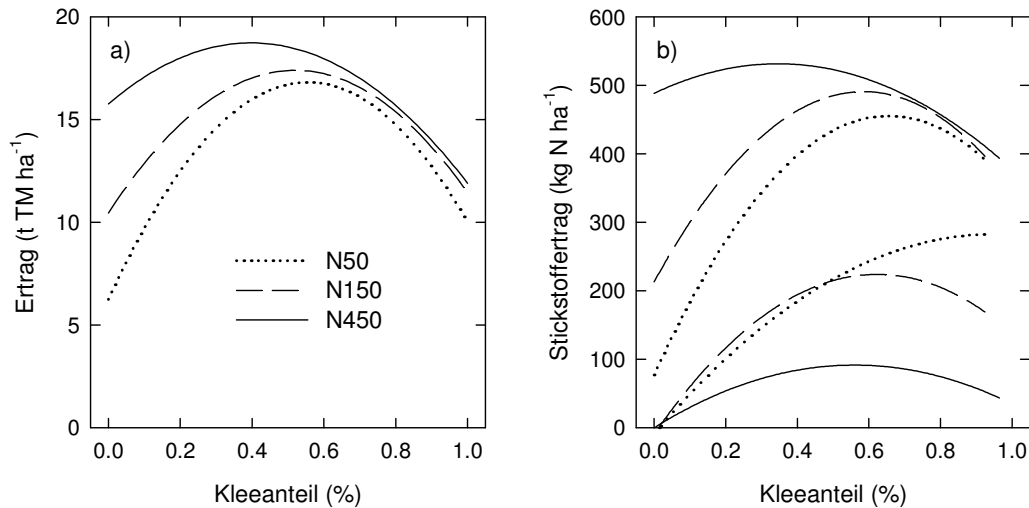 a)
Ertrag (t TM ha⁻¹)
20
15
10
5
0
N50
N150
N450
0.0 0.2 0.4 0.6 0.8 1.0
Kleeanteil (%)
b)
Stickstoffertrag (kg N ha⁻¹)
600
500
400
300
200
100
0
0.0 0.2 0.4 0.6 0.8 1.0
Kleeanteil (%)